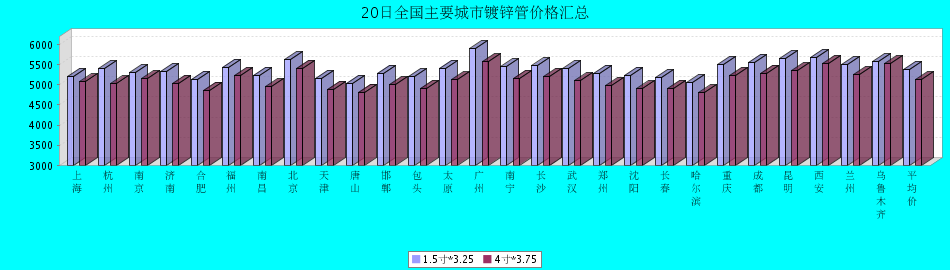 20日全国主要城市镀锌管价格汇总
6000
5500
5000
4500
4000
3500
3000
上海 杭州 南京 济南 合肥 福州 南昌 北京 天津 唐山 邯郸 包头 太原 广州 南宁 长沙 武汉 郑州 沈阳 长春 哈尔滨 重庆 成都 昆明 西安 兰州 乌鲁木齐 平均价
1.5寸*3.25 4寸*3.75